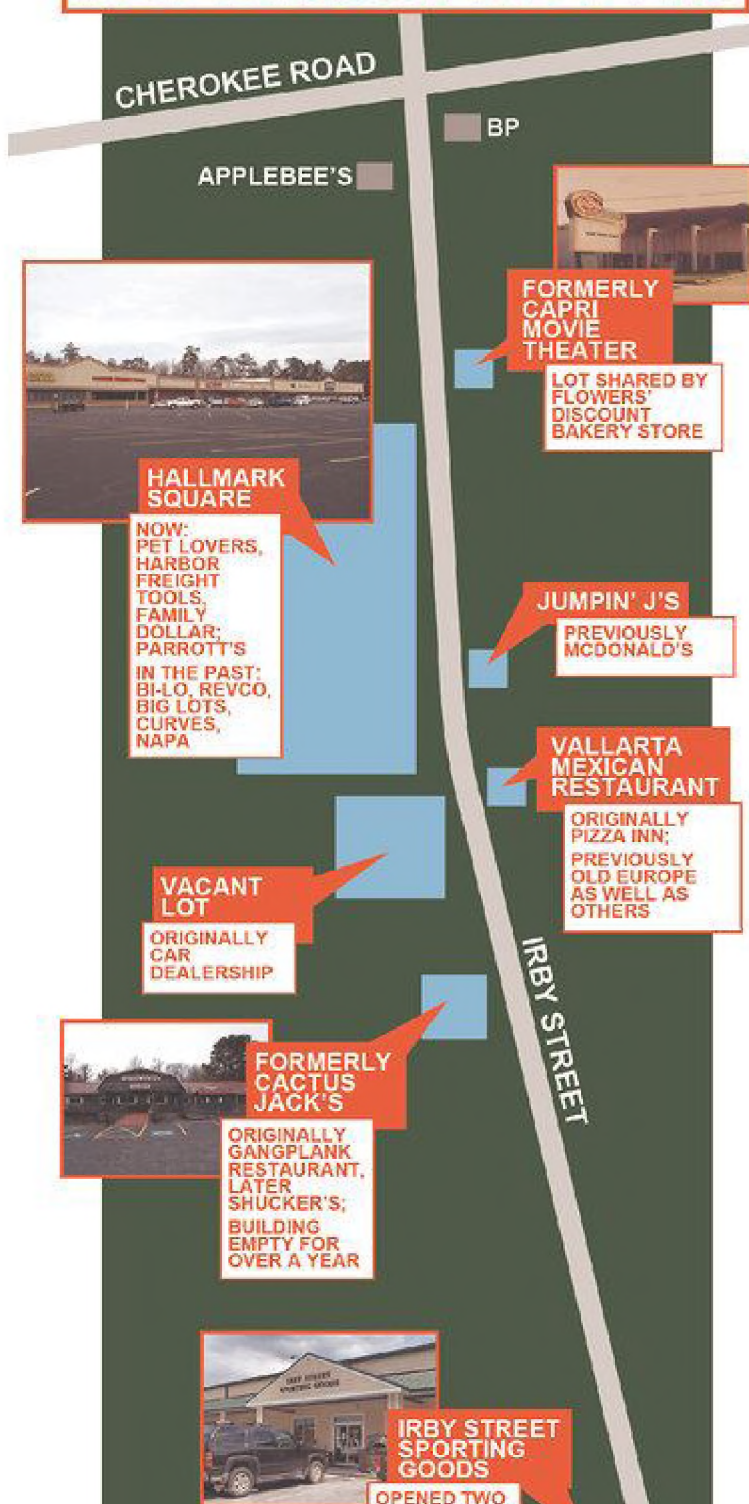 CHEROKEE ROAD
BP
APPLEBEE'S
FORMERLY
CAPRI
MOVIE
THEATER
LOT SHARED BY
FLOWERS'
DISCOUNT
BAKERY STORE
HALLMARK
SQUARE
NOW:
PET LOVERS,
HARBOR
FREIGHT
TOOLS,
FAMILY
DOLLAR;
PARROTT'S
IN THE PAST:
BI-LO, REVCO,
BIG LOTS,
CURVES,
NAPA
JUMPIN' J'S
PREVIOUSLY
MCDONALD'S
VALLARTA
MEXICAN
RESTAURANT
ORIGINALLY
PIZZA INN;
PREVIOUSLY
OLD EUROPE
AS WELL AS
OTHERS
VACANT
LOT
ORIGINALLY
CAR
DEALERSHIP
IRBY STREET
FORMERLY
CACTUS
JACK'S
ORIGINALLY
GANGPLANK
RESTAURANT,
LATER
SHUCKER'S;
BUILDING
EMPTY FOR
OVER A YEAR
IRBY STREET
SPORTING GOODS
IRBY STREET
SPORTING
GOODS
OPENED TWO